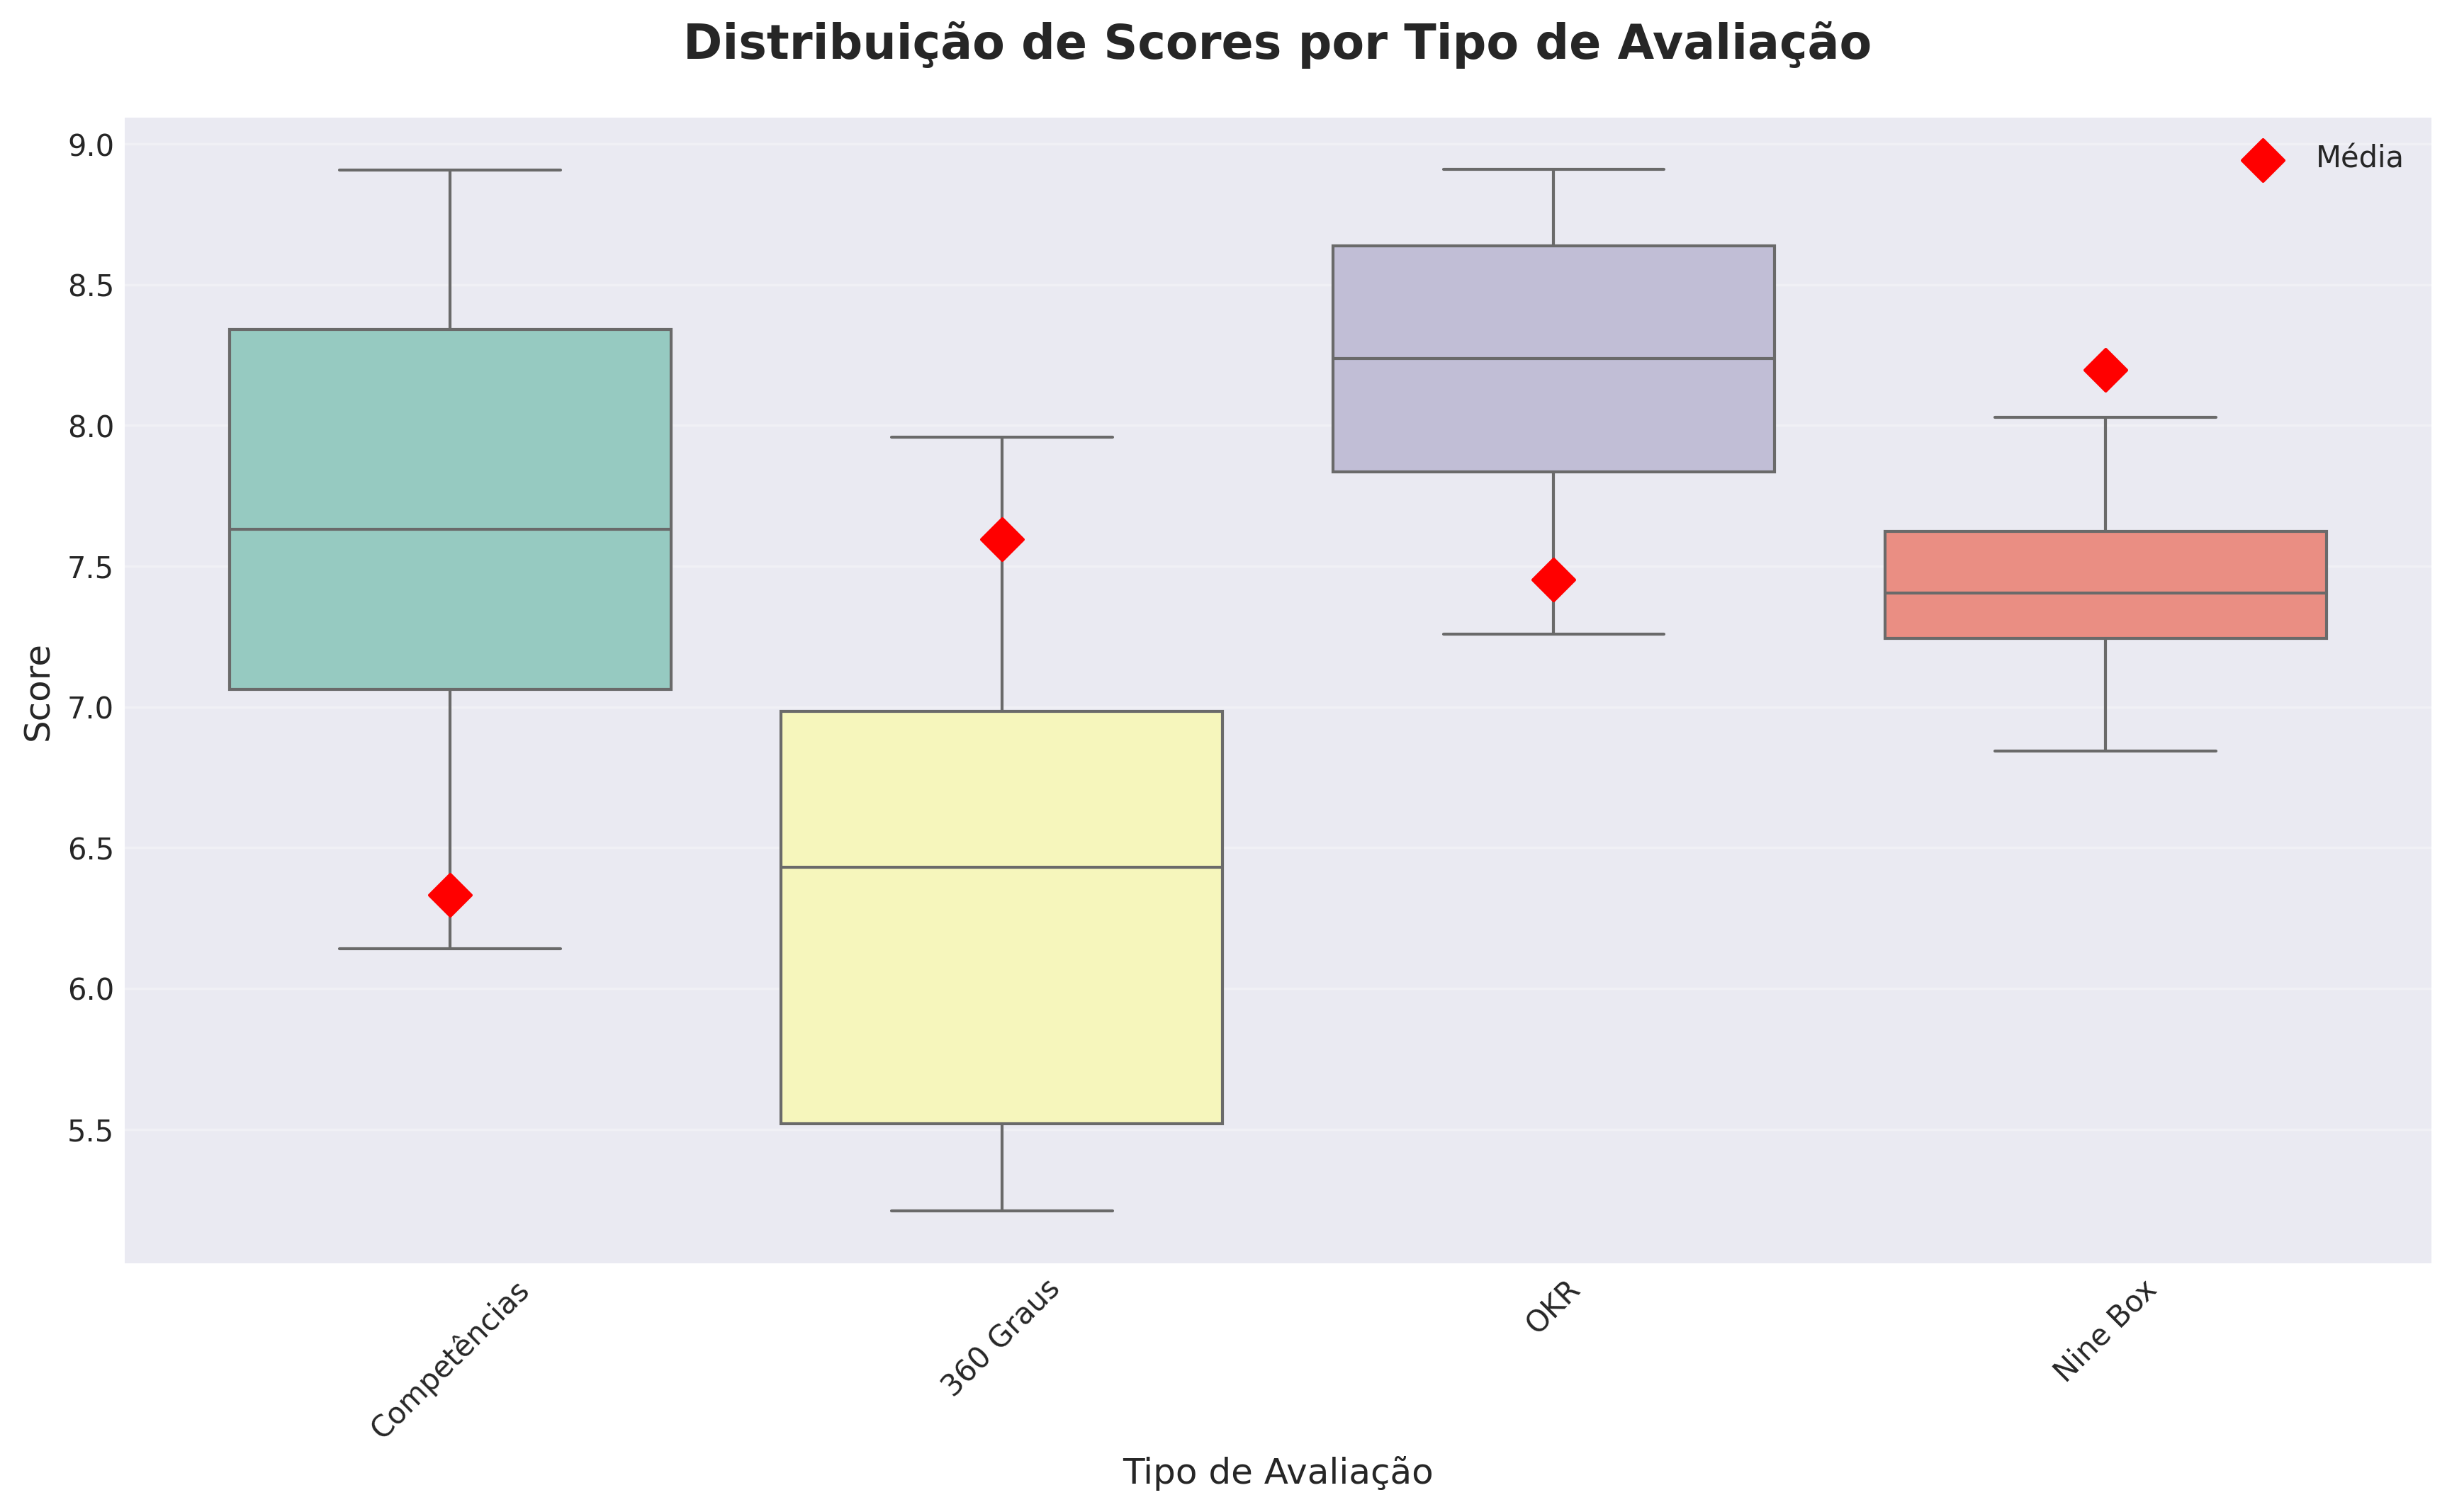 Distribuição de Scores por Tipo de Avaliação
Média
Score
9.0
8.5
8.0
7.5
7.0
6.5
6.0
5.5
Competências
360 Graus
OKR
Nine Box
Tipo de Avaliação